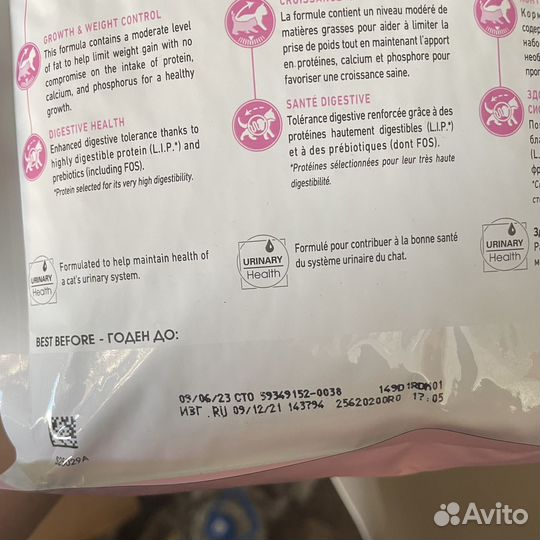 GROWTH & WEIGHT CONTROL
This formula contains a moderate level
of fat to help limit weight gain with no
compromise on the intake of protein,
calcium, and phosphorus for a healthy
growth.
DIGESTIVE HEALTH
Enhanced digestive tolerance thanks to
highly digestible protein (L.I.P.*) and
prebiotics (including FOS).
*Protein selected for its very high digestibility.
URINARY
Health
Formulated to help maintain health of
a cat's urinary system.
La formule contient un niveau modéré de
matières grasses pour aider à limiter la
prise de poids tout en maintenant l'apport
en protéines, calcium et phosphore pour
favoriser une croissance saine.
SANTÉ DIGESTIVE
Tolérance digestive renforcée grâce à des
protéines hautement digestibles (L.I.P.*)
et à des prébiotiques (dont FOS).
*Protéines sélectionnées pour leur très haute
digestibilité.
URINARY
Health
Formulé pour contribuer à la bonne santé
du système urinaire du chat.
URINARY
Health
BEST BEFORE - ГОДЕН ДО:
09/06/23 CTO 59349152-0038 149D1RDK01
ИЗГ.RU 09/12/21 143794 25620200R0 17:05
Avito